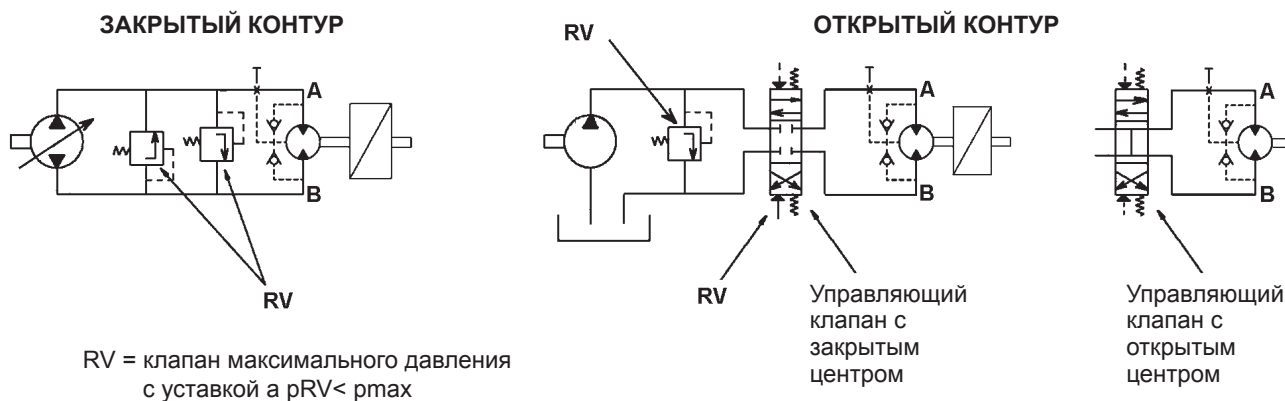 ЗАКРЫТЫЙ КОНТУР
T
A
B
RV
RV = клапан максимального давления
с уставкой а pRV< pmax
ОТКРЫТЫЙ КОНТУР
RV
T
A
B
RV
Управляющий
клапан с
закрытым
центром
T
A
B
Управляющий
клапан с
открытым
центром